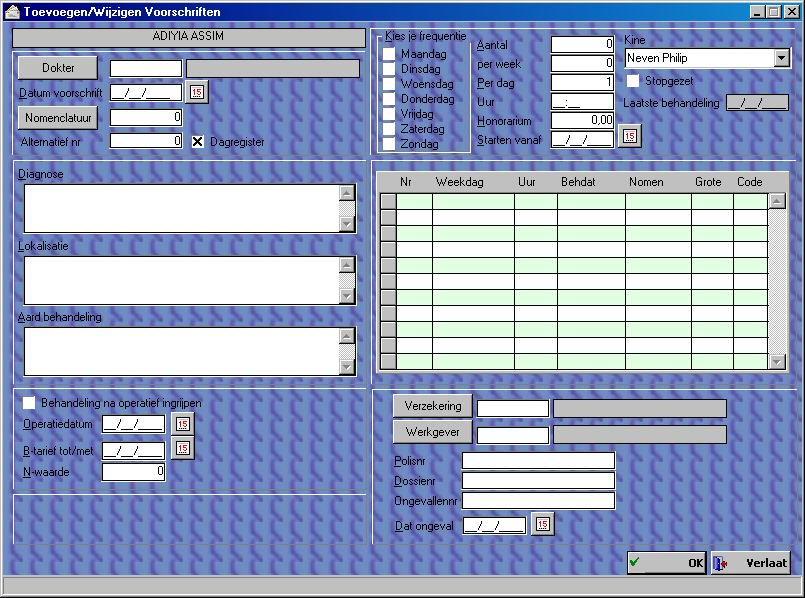 Toevoegen/Wijzigen Voorschriften
ADIYIA ASSIM
Dokter
Datum voorschrift __/__/____ 15
Nomenclatuur 0
Alternatief nr 0 Dagregister
Kies je frequentie
Maandag
Dinsdag
Woensdag
Donderdag
Vrijdag
Zaterdag
Zondag
Aantal 0
per week 0
Per dag 1
Uur __:__
Honorarium 0,00
Starten vanaf __/__/____ 15
Kine
Neven Philip
Stopgezet
Laatste behandeling __/__/____
Diagnose
Lokalisatie
Aard behandeling
Nr Weekdag Uur Behdat Nomen Grote Code
Behandeling na operatief ingrijpen
Operatiedatum __/__/____ 15
R-tarief tot/met __/__/____ 15
N-waarde 0
Verzekering
Werkgever
Polisnr
Dossienr
Ongevallennr
Dat ongeval __/__/____ 15
OK Verlaat